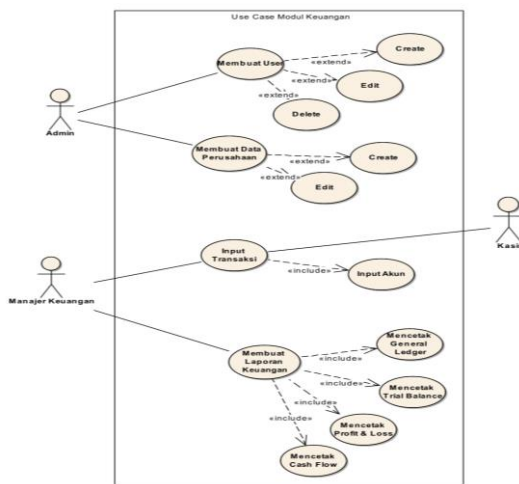 Use Case Modul Keuangan
Create
Membuat User
«extend»
«extend»
Edit
«extend»
Delete
Admin
Membuat Data
Perusahaan
«extend»
Create
«extend»
Edit
Input
Transaksi
Kasir
«include»
Input Akun
Manajer Keuangan
Membuat
Laporan
Keuangan
«include»
Mencetak
General
Ledger
«include»
Mencetak
Trial Balance
«include»
Mencetak
Profit & Loss
«include»
Mencetak
Cash Flow